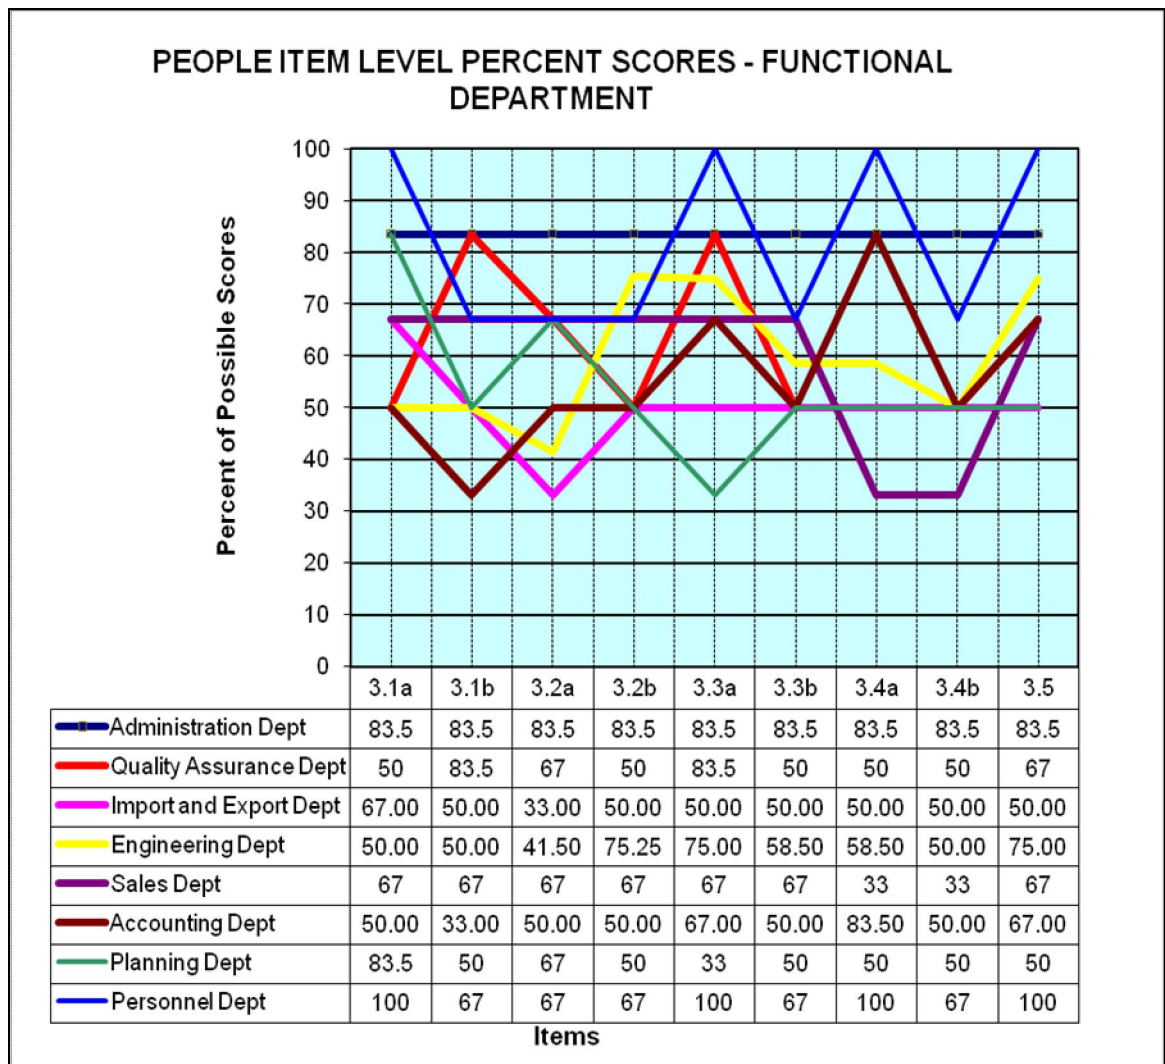 PEOPLE ITEM LEVEL PERCENT SCORES - FUNCTIONAL
DEPARTMENT
Percent of Possible Scores
100
90
80
70
60
50
40
30
20
10
0
3.1a 3.1b 3.2a 3.2b 3.3a 3.3b 3.4a 3.4b 3.5
Administration Dept 83.5 83.5 83.5 83.5 83.5 83.5 83.5 83.5 83.5
Quality Assurance Dept 50 83.5 67 50 83.5 50 50 50 67
Import and Export Dept 67.00 50.00 33.00 50.00 50.00 50.00 50.00 50.00 50.00
Engineering Dept 50.00 50.00 41.50 75.25 75.00 58.50 58.50 50.00 75.00
Sales Dept 67 67 67 67 67 67 33 33 67
Accounting Dept 50.00 33.00 50.00 50.00 67.00 50.00 83.50 50.00 67.00
Planning Dept 83.5 50 67 50 33 50 50 50 50
Personnel Dept 100 67 67 67 100 67 100 67 100
Items